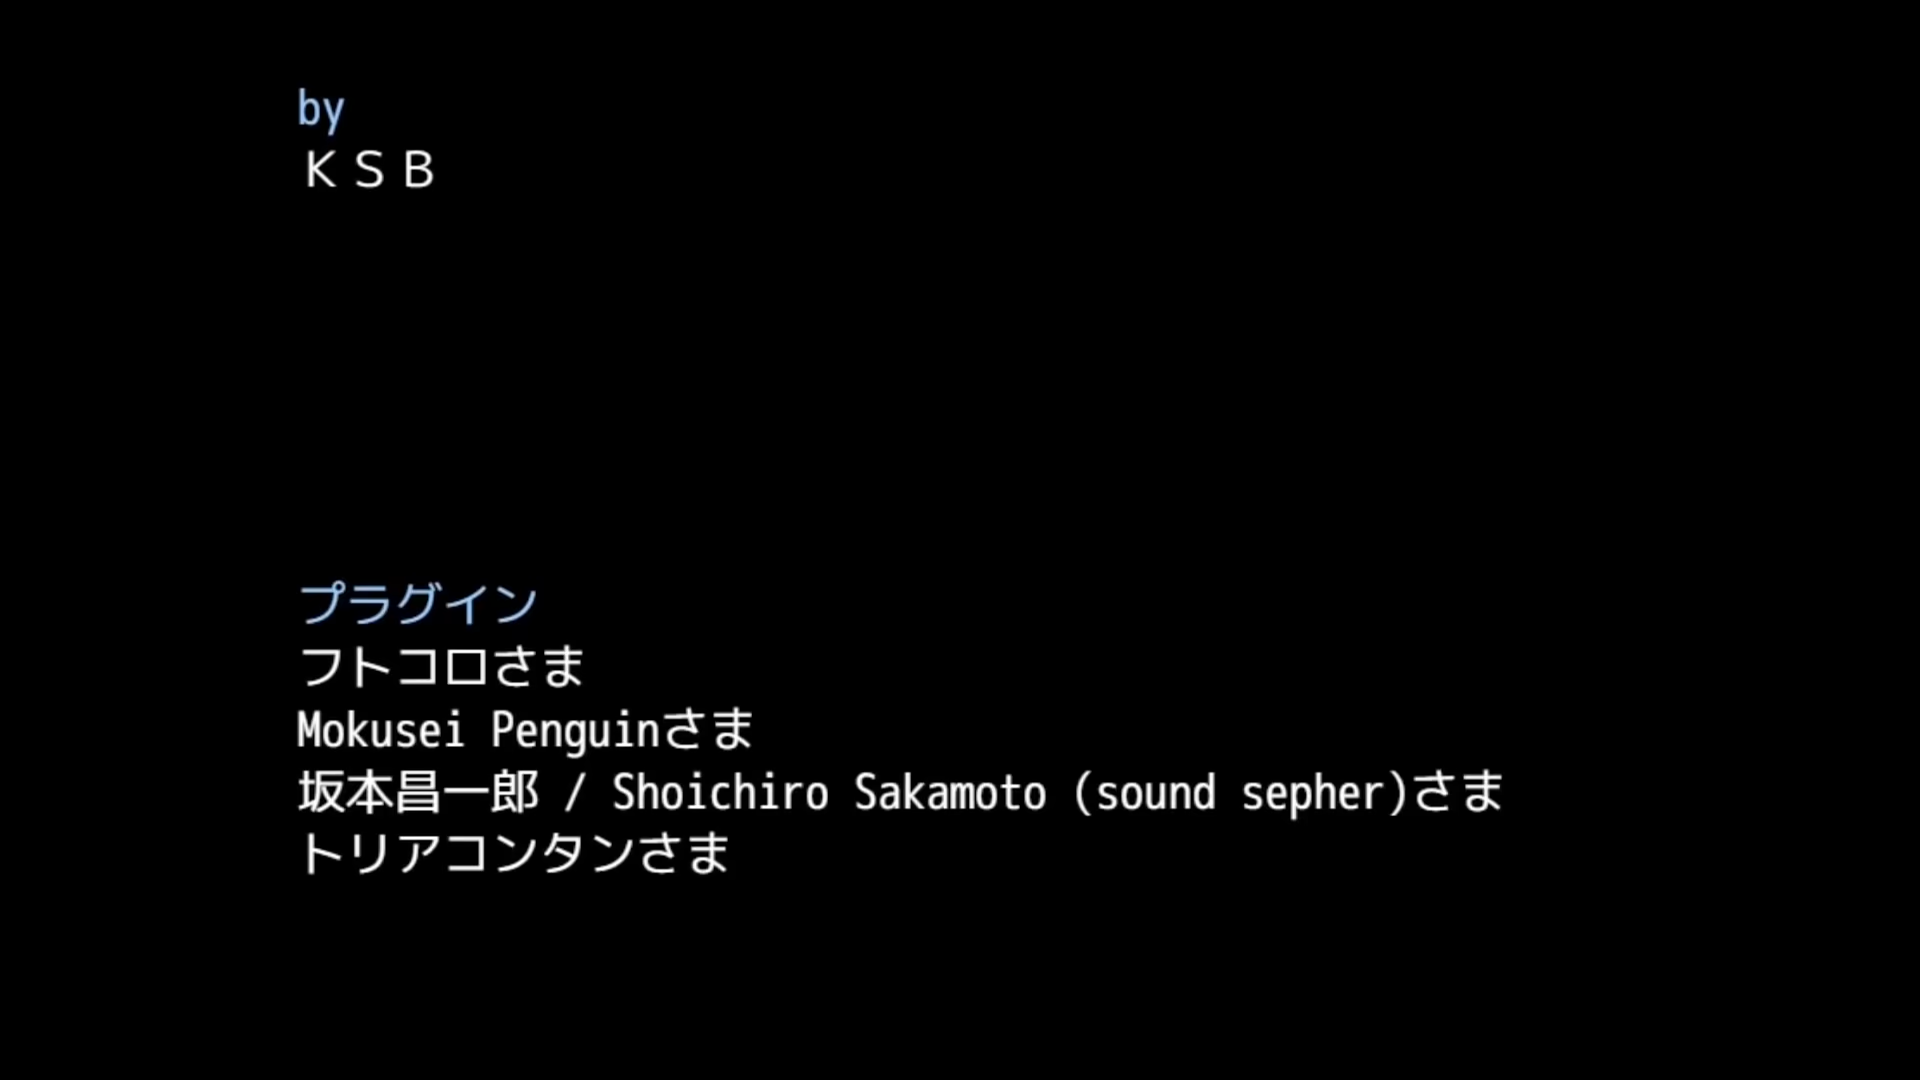 by
ＫＳＢ
プラグイン
フトコロさま
Mokusei Penguinさま
坂本昌一郎 / Shoichiro Sakamoto (sound sepher)さま
トリアコンタンさま